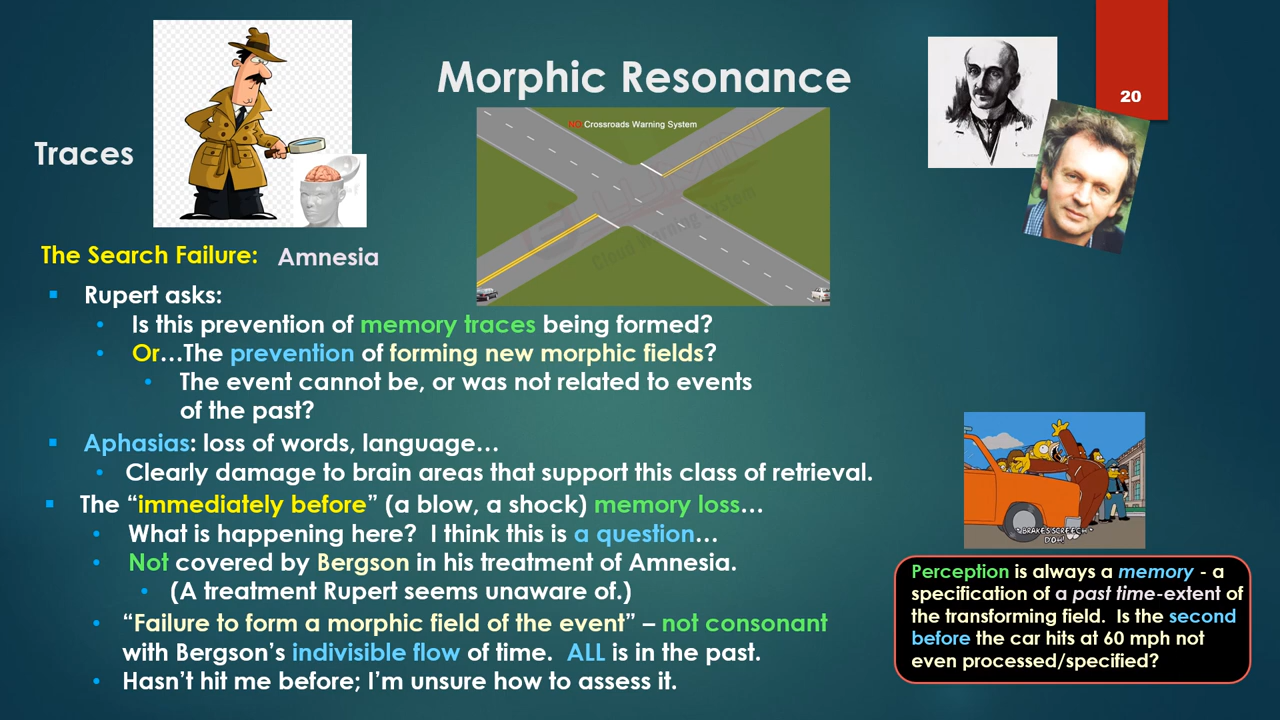 Morphic Resonance
20
Traces
NO Crossroads Warning System
Cloud Warning System
The Search Failure: Amnesia
Rupert asks:
Is this prevention of memory traces being formed?
Or…The prevention of forming new morphic fields?
The event cannot be, or was not related to events
of the past?
Aphasias: loss of words, language…
Clearly damage to brain areas that support this class of retrieval.
The “immediately before” (a blow, a shock) memory loss…
What is happening here? I think this is a question…
Not covered by Bergson in his treatment of Amnesia.
(A treatment Rupert seems unaware of.)
“Failure to form a morphic field of the event” – not consonant
with Bergson’s indivisible flow of time. ALL is in the past.
Hasn’t hit me before; I’m unsure how to assess it.
*BRAKES SCREECH*
DOH!
Perception is always a memory - a
specification of a past time-extent of
the transforming field. Is the second
before the car hits at 60 mph not
even processed/specified?